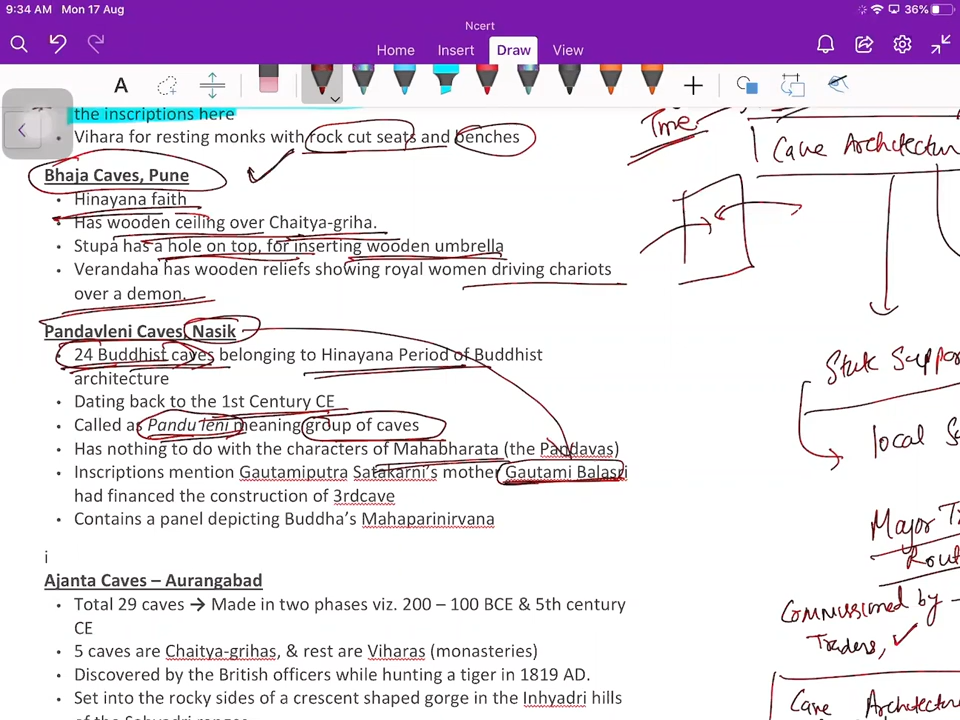 9:34 AM Mon 17 Aug
36%
Ncert
Home Insert Draw View
the inscriptions here
• Vihara for resting monks with rock cut seats and benches
Bhaja Caves, Pune
• Hinayana faith
• Has wooden ceiling over Chaitya-griha.
• Stupa has a hole on top, for inserting wooden umbrella
• Verandaha has wooden reliefs showing royal women driving chariots
over a demon.
Pandavleni Caves, Nasik
• 24 Buddhist caves belonging to Hinayana Period of Buddhist
architecture
• Dating back to the 1st Century CE
• Called as Pandu leni meaning group of caves
• Has nothing to do with the characters of Mahabharata (the Pandavas)
• Inscriptions mention Gautamiputra Satakarni's mother Gautami Balasri
had financed the construction of 3rdcave
• Contains a panel depicting Buddha's Mahaparinirvana
i
Ajanta Caves – Aurangabad
• Total 29 caves → Made in two phases viz. 200 – 100 BCE & 5th century
CE
• 5 caves are Chaitya-grihas, & rest are Viharas (monasteries)
• Discovered by the British officers while hunting a tiger in 1819 AD.
• Set into the rocky sides of a crescent shaped gorge in the Inhyadri hills
of the Sahyadri ranges
Cave Architectur
State Suppor
local S
Major T
Rout
Commissioned by -
Traders,
Cave Architectur